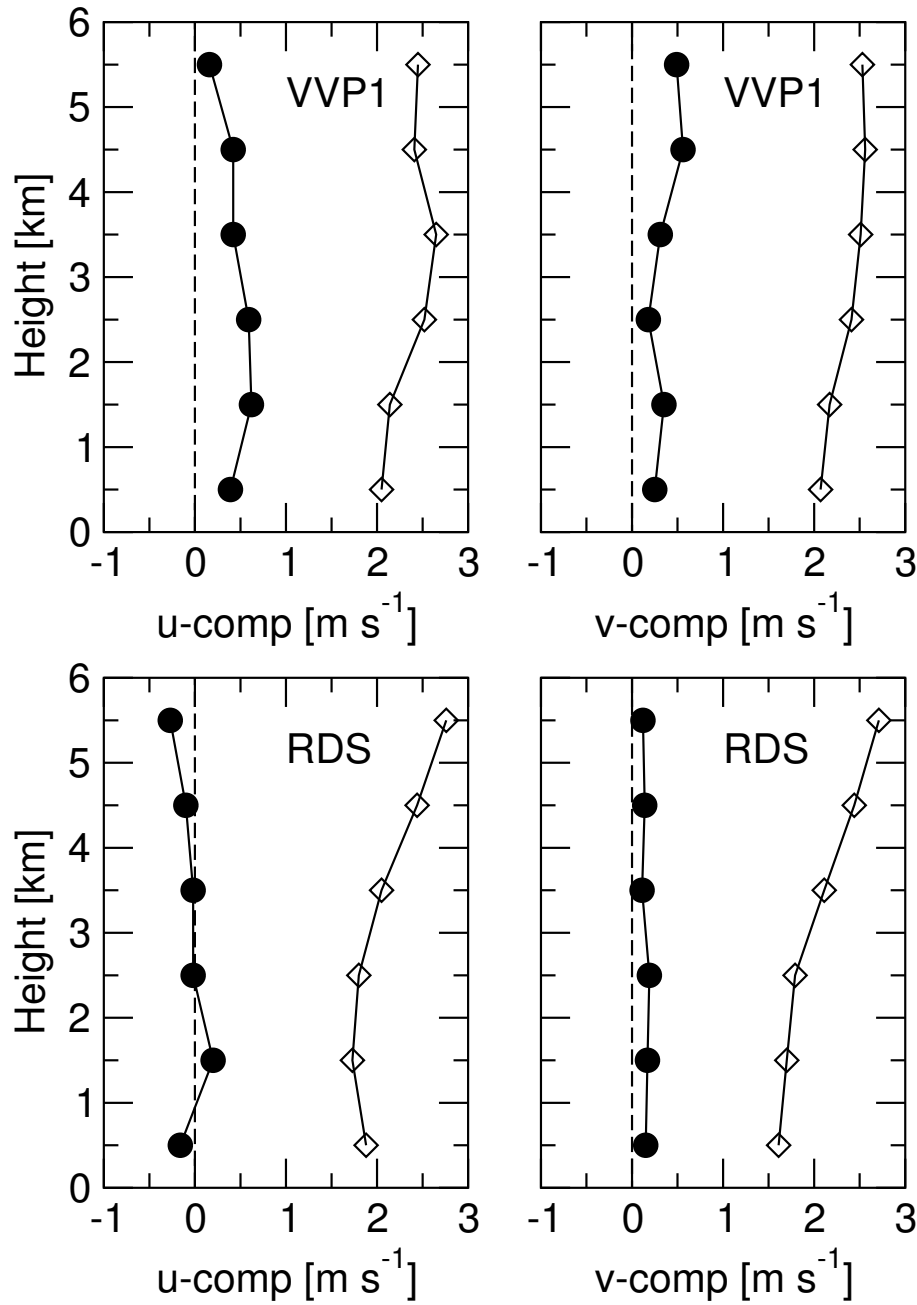 6
5
4
3
2
1
0
Height [km]
VVP1
-1 0 1 2 3
u-comp [m s-1]
VVP1
-1 0 1 2 3
v-comp [m s-1]
6
5
4
3
2
1
0
Height [km]
RDS
-1 0 1 2 3
u-comp [m s-1]
RDS
-1 0 1 2 3
v-comp [m s-1]